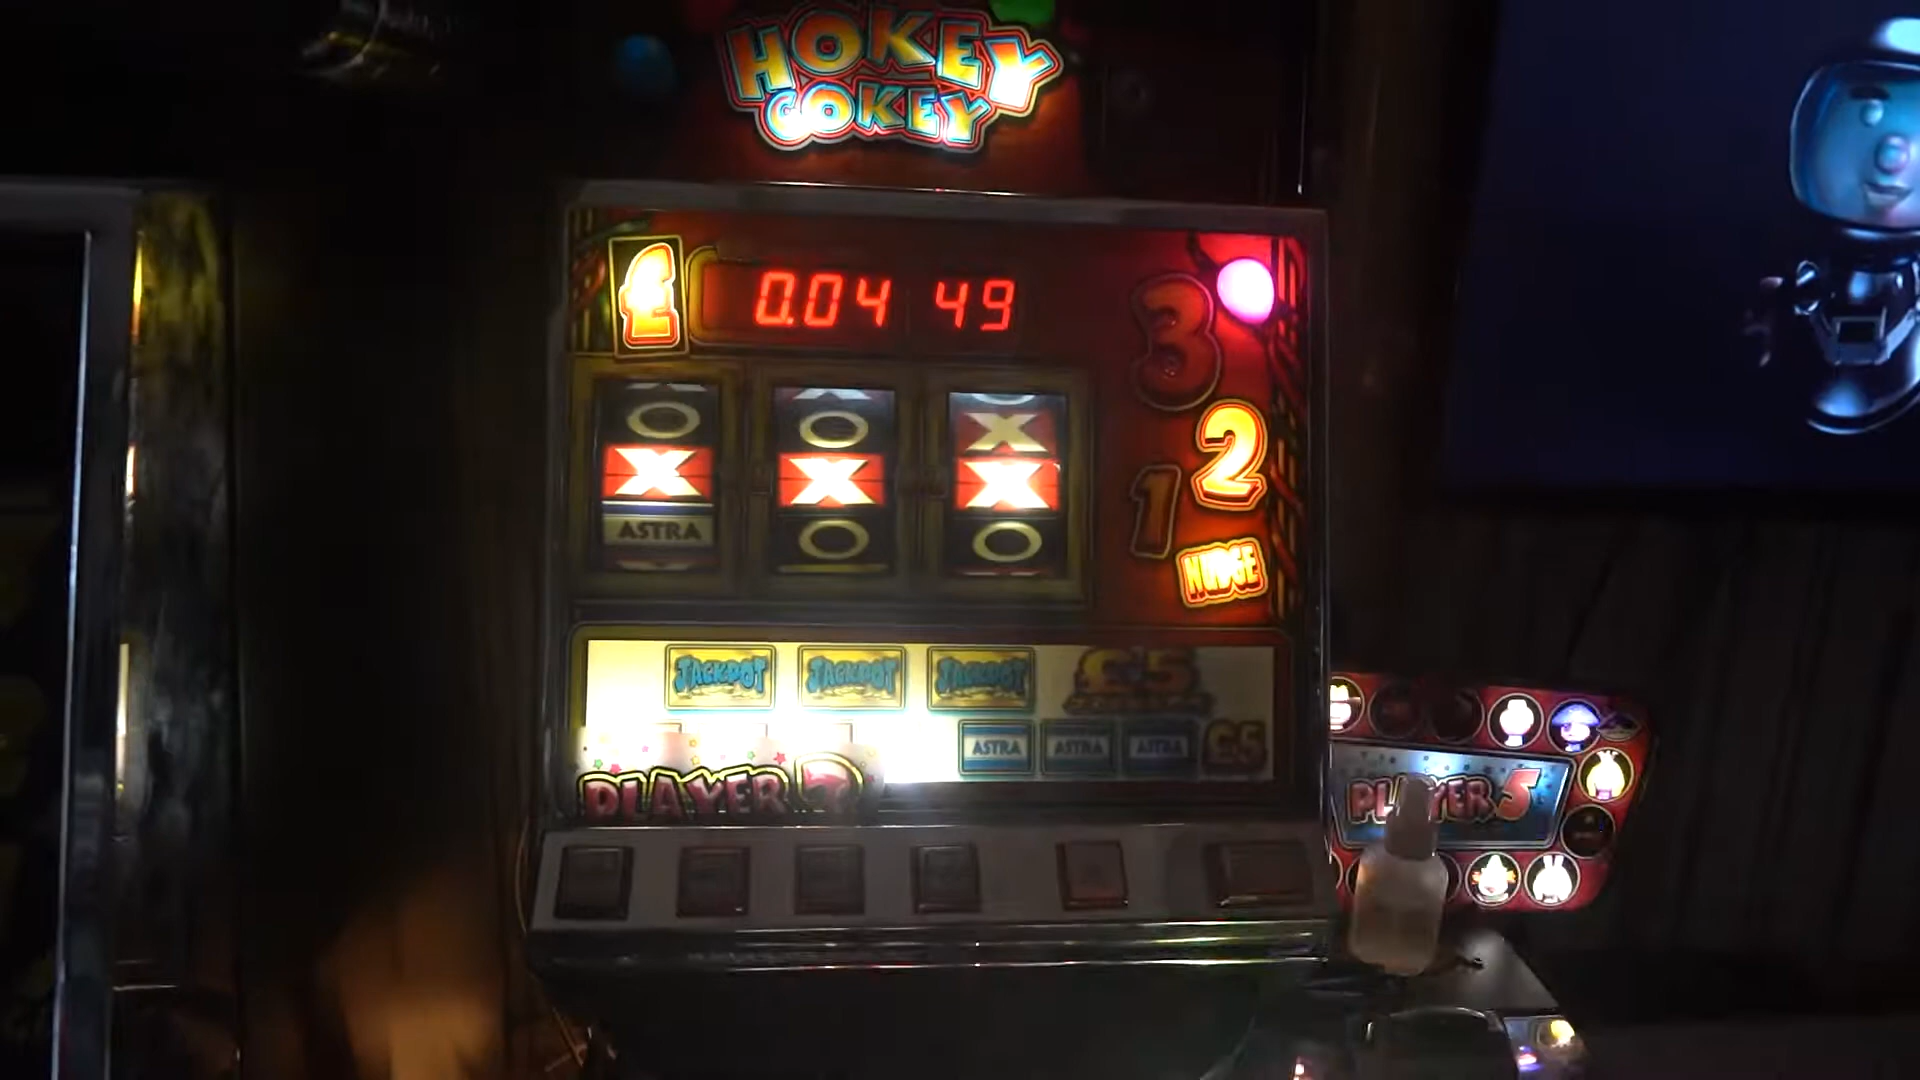 HOKEY
COKEY
£ 0.04 49
3
O O X
X X X
2
1
ASTRA O O
NUDGE
JACKPOT JACKPOT JACKPOT £5
ASTRA ASTRA ASTRA £5
PLAYER
PLAYER 5